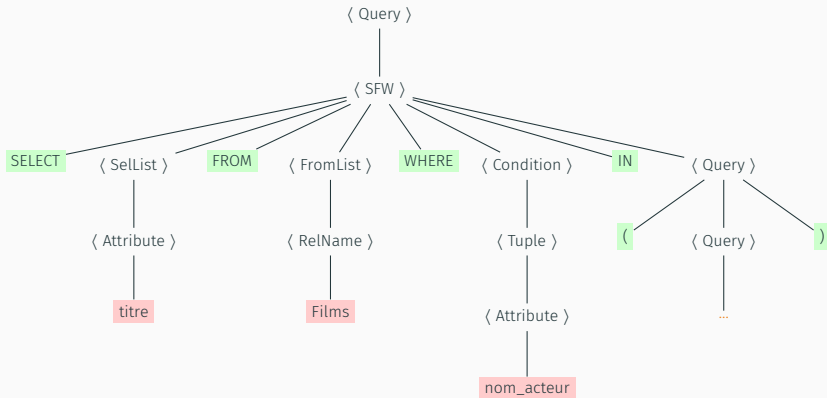 ⟨ Query ⟩
⟨ SFW ⟩
SELECT ⟨ SelList ⟩ FROM ⟨ FromList ⟩ WHERE ⟨ Condition ⟩ IN ⟨ Query ⟩
⟨ Attribute ⟩ ⟨ RelName ⟩ ⟨ Tuple ⟩ ( ⟨ Query ⟩ )
titre Films ⟨ Attribute ⟩ ...
nom_acteur